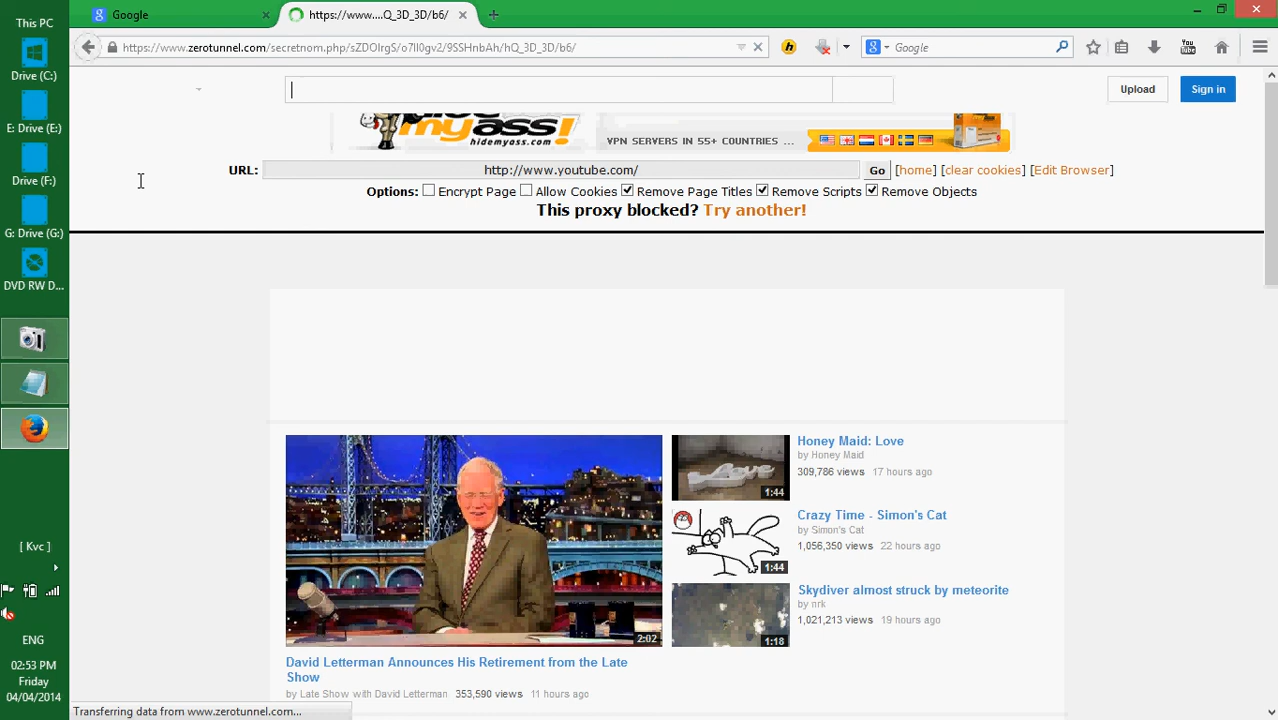 This PC
Drive (C:)
E: Drive (E:)
Drive (F:)
G: Drive (G:)
DVD RW D...
[ Kvc ]
ENG
02:53 PM
Friday
04/04/2014
Google
https://www....Q_3D_3D/b6/
https://www.zerotunnel.com/secretnom.php/sZDOIrgS/o7lI0gvZ/9SSHnbAh/hQ_3D_3D/b6/
Google
You Tube
Upload
Sign in
my ass!
hidemyass.com
VPN SERVERS IN 55+ COUNTRIES ...
URL: http://www.youtube.com/ Go [home] [clear cookies] [Edit Browser]
Options: Encrypt Page Allow Cookies Remove Page Titles Remove Scripts Remove Objects
This proxy blocked? Try another!
2:02
David Letterman Announces His Retirement from the Late
Show
by Late Show with David Letterman 353,590 views 11 hours ago
Love
1:44
Honey Maid: Love
by Honey Maid
309,786 views 17 hours ago
1:44
Crazy Time - Simon's Cat
by Simon's Cat
1,056,350 views 22 hours ago
1:18
Skydiver almost struck by meteorite
by nrk
1,021,213 views 19 hours ago
Transferring data from www.zerotunnel.com...